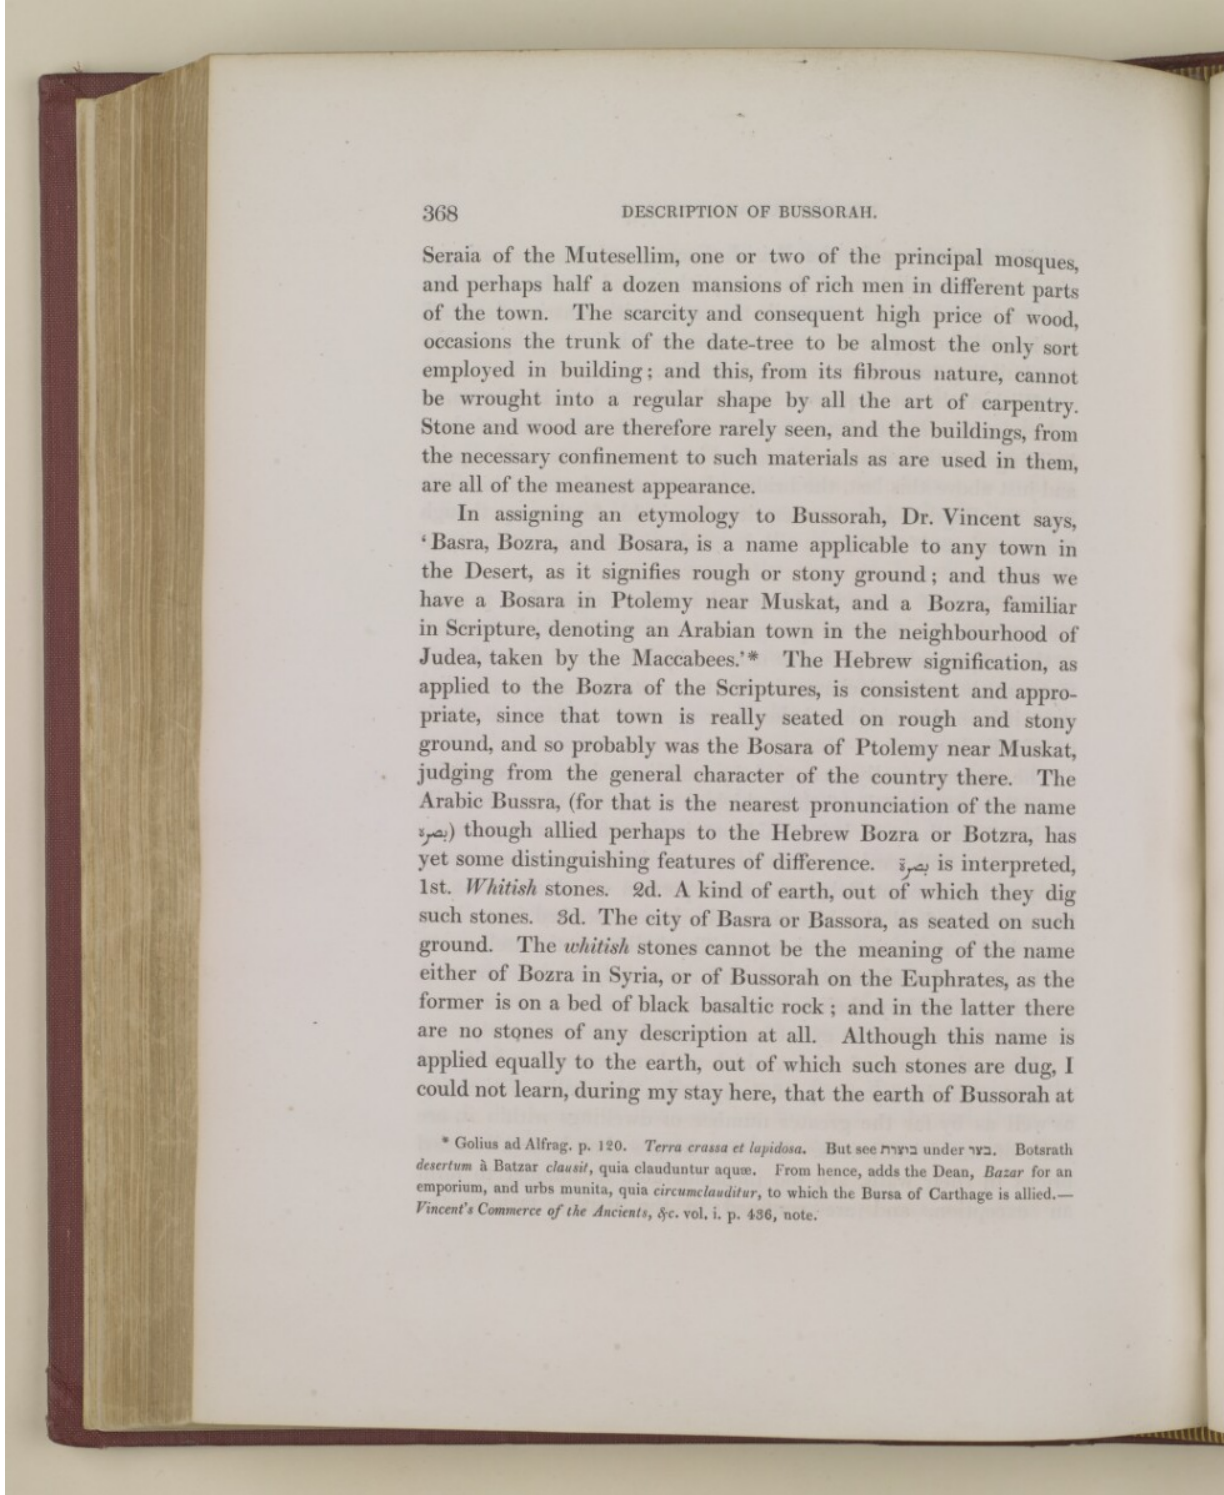 368 DESCRIPTION OF BUSSORAH.
Seraia of the Mutesellim, one or two of the principal mosques,
and perhaps half a dozen mansions of rich men in different parts
of the town. The scarcity and consequent high price of wood,
occasions the trunk of the date-tree to be almost the only sort
employed in building; and this, from its fibrous nature, cannot
be wrought into a regular shape by all the art of carpentry.
Stone and wood are therefore rarely seen, and the buildings, from
the necessary confinement to such materials as are used in them,
are all of the meanest appearance.
In assigning an etymology to Bussorah, Dr. Vincent says,
‘Basra, Bozra, and Bosara, is a name applicable to any town in
the Desert, as it signifies rough or stony ground; and thus we
have a Bosara in Ptolemy near Muskat, and a Bozra, familiar
in Scripture, denoting an Arabian town in the neighbourhood of
Judea, taken by the Maccabees.’* The Hebrew signification, as
applied to the Bozra of the Scriptures, is consistent and appro-
priate, since that town is really seated on rough and stony
ground, and so probably was the Bosara of Ptolemy near Muskat,
judging from the general character of the country there. The
Arabic Bussra, (for that is the nearest pronunciation of the name
بصرة) though allied perhaps to the Hebrew Bozra or Botzra, has
yet some distinguishing features of difference. بصرة is interpreted,
1st. Whitish stones. 2d. A kind of earth, out of which they dig
such stones. 3d. The city of Basra or Bassora, as seated on such
ground. The whitish stones cannot be the meaning of the name
either of Bozra in Syria, or of Bussorah on the Euphrates, as the
former is on a bed of black basaltic rock; and in the latter there
are no stones of any description at all. Although this name is
applied equally to the earth, out of which such stones are dug, I
could not learn, during my stay here, that the earth of Bussorah at
* Golius ad Alfrag. p. 120. Terra crassa et lapidosa. But see under. Botsrath
desertum à Batzar clausit, quia clauduntur aquæ. From hence, adds the Dean, Bazar for an
emporium, and urbs munita, quia circumclauditur, to which the Bursa of Carthage is allied.—
Vincent's Commerce of the Ancients, &c. vol. i. p. 436, note.